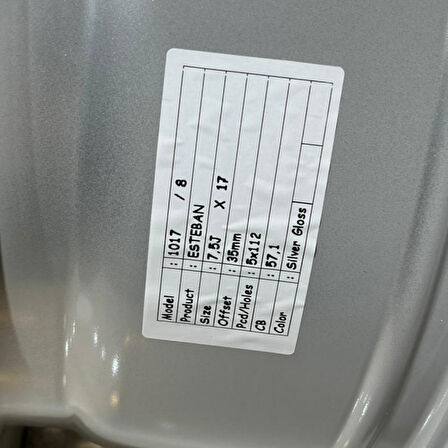 Model : 1017 / 8
Product : ESTEBAN
Size : 7.5J X 17
Offset : 35mm
Pcd/Holes : 5x112
CB : 57.1
Color : Silver Gloss